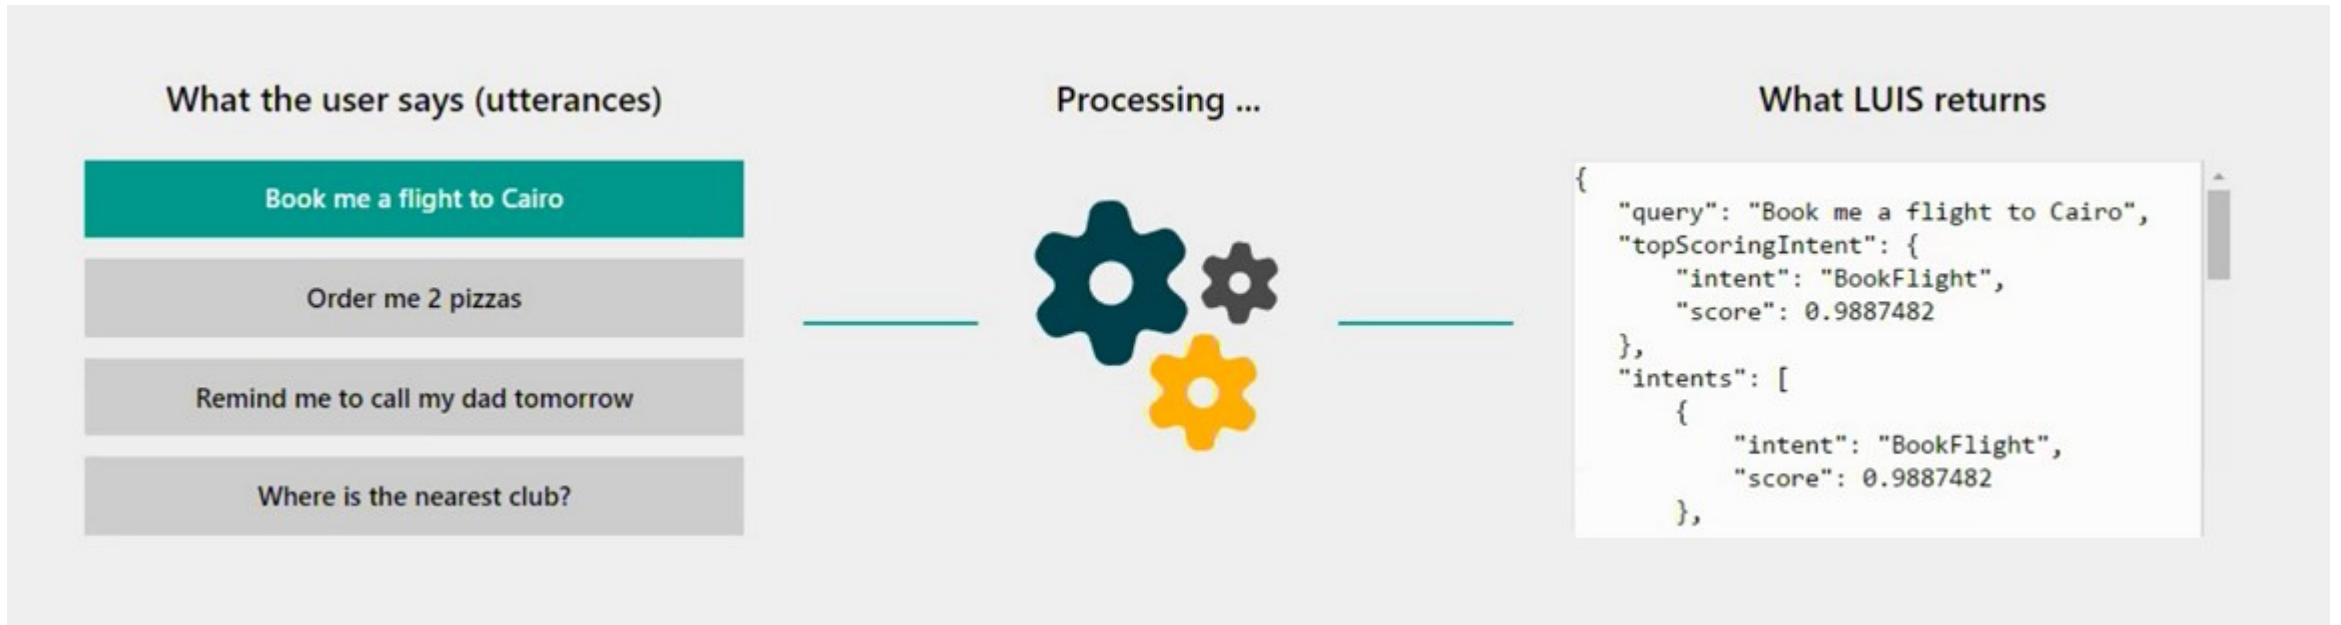 What the user says (utterances)
Book me a flight to Cairo
Order me 2 pizzas
Remind me to call my dad tomorrow
Where is the nearest club?
Processing ...
What LUIS returns
{
"query": "Book me a flight to Cairo",
"topScoringIntent": {
"intent": "BookFlight",
"score": 0.9887482
},
"intents": [
{
"intent": "BookFlight",
"score": 0.9887482
},